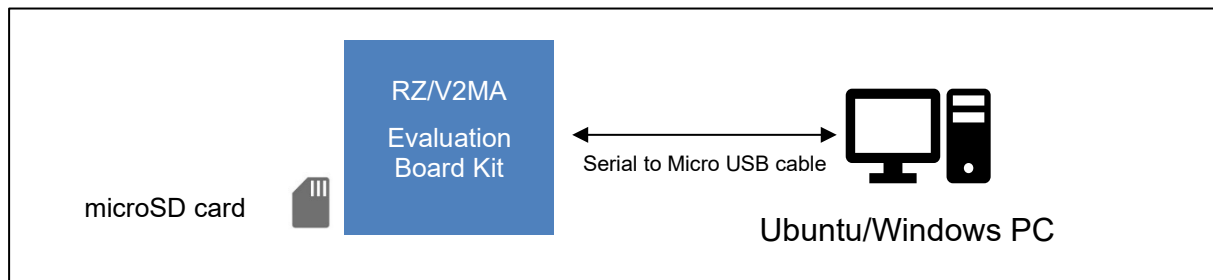 RZ/V2MA
Evaluation
Board Kit
Serial to Micro USB cable
microSD card
Ubuntu/Windows PC